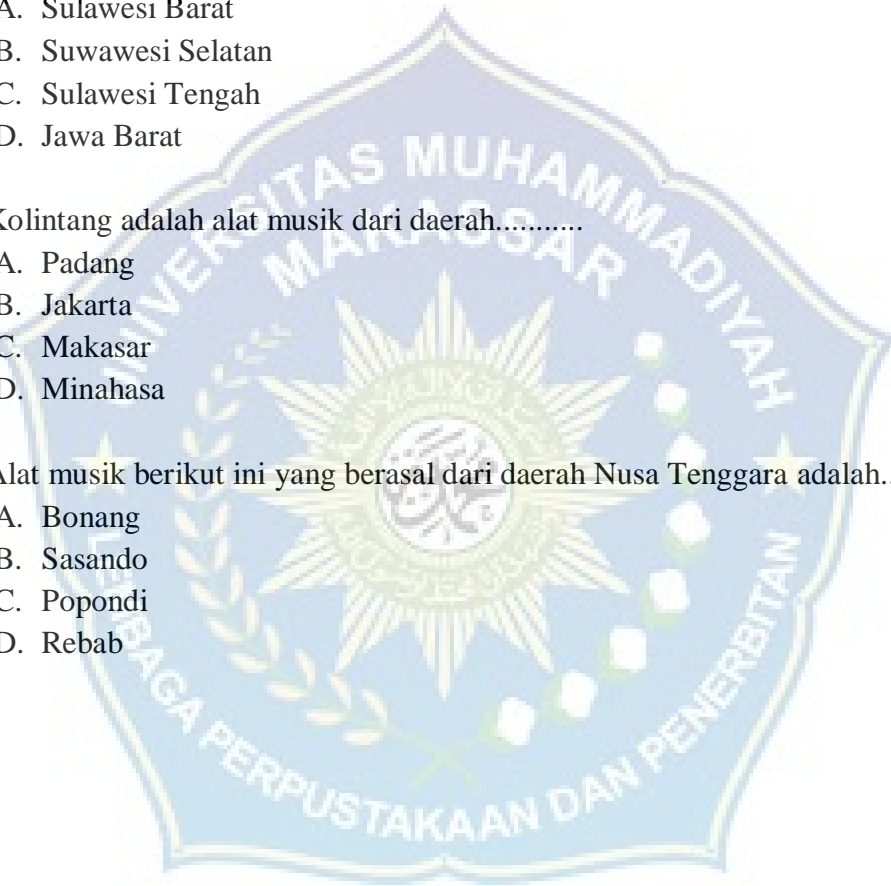 A. Sulawesi Barat
B. Suwawesi Selatan
C. Sulawesi Tengah
D. Jawa Barat
Kolintang adalah alat musik dari daerah...........
A. Padang
B. Jakarta
C. Makasar
D. Minahasa
Alat musik berikut ini yang berasal dari daerah Nusa Tenggara adalah..
A. Bonang
B. Sasando
C. Popondi
D. Rebab
UNIVERSITAS MUHAMMADIYAH
MAKASSAR
LEMBAGA PERPUSTAKAAN DAN PENERBITAN